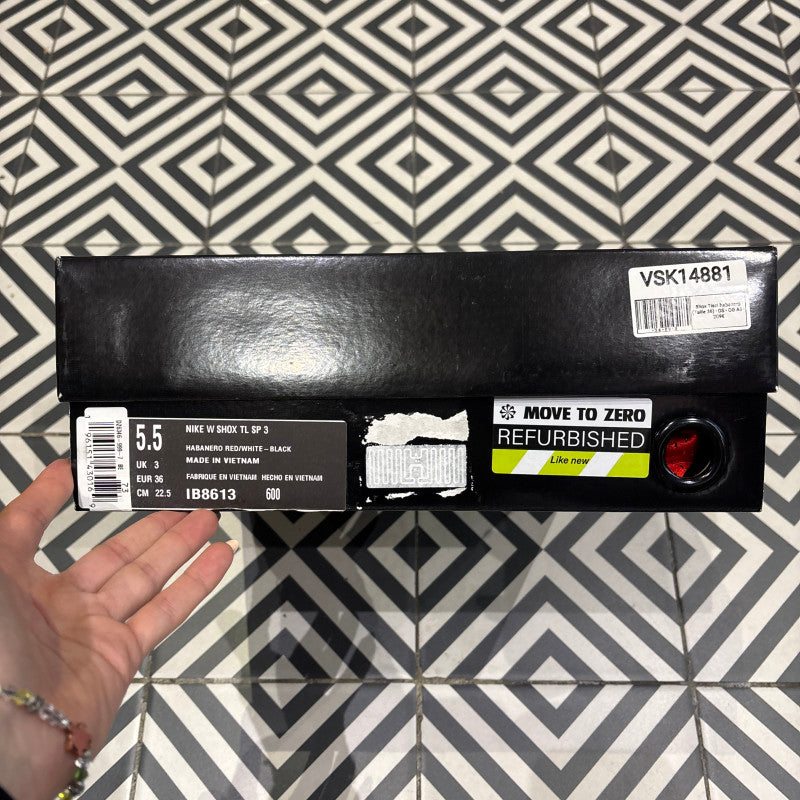 VSK14881
5.5
NIKE W SHOX TL SP 3
HABANERO RED/WHITE – BLACK
UK 3
MADE IN VIETNAM
EUR 36
FABRIQUE EN VIETNAM HECHO EN VIETNAM
CM 22.5
IB8613 600
MOVE TO ZERO
REFURBISHED
Like new